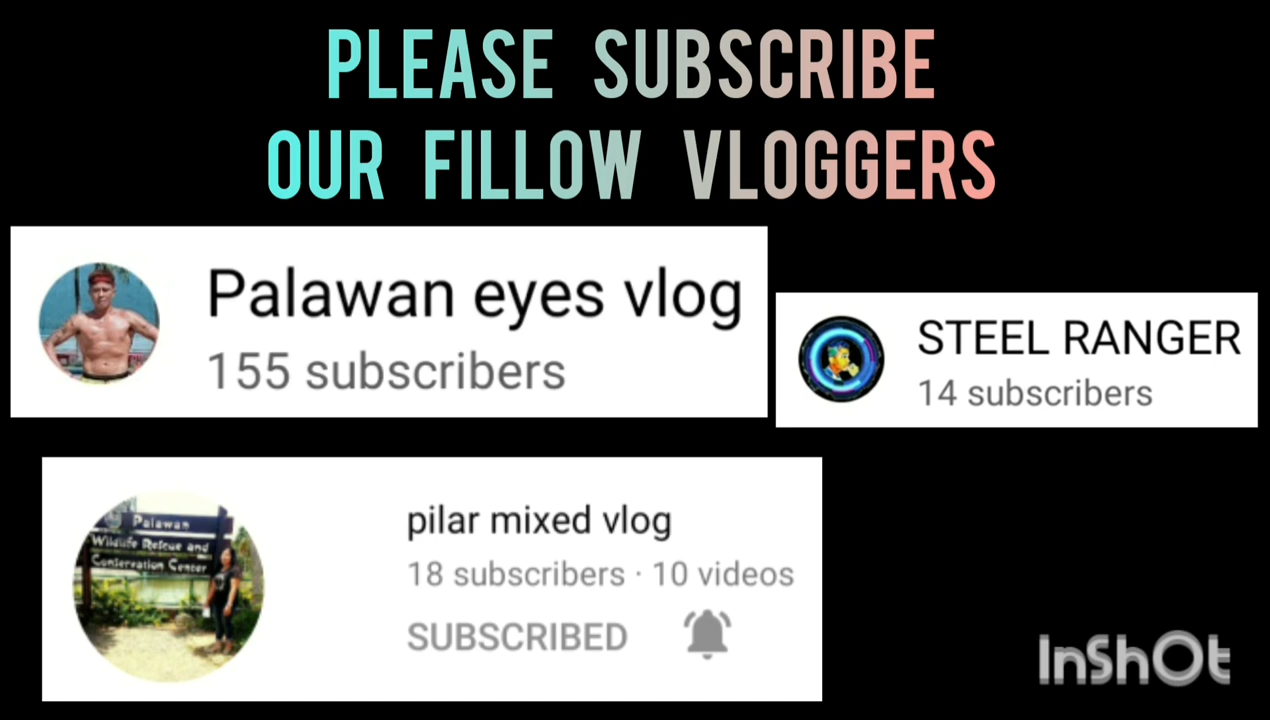 PLEASE SUBSCRIBE
OUR FILLOW VLOGGERS
Palawan eyes vlog
155 subscribers
STEEL RANGER
14 subscribers
Palawan
Wildlife Rescue and
Conservation Center
pilar mixed vlog
18 subscribers · 10 videos
SUBSCRIBED
InShOt